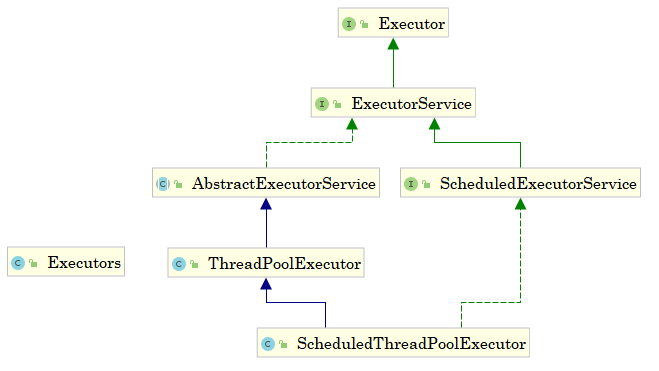 I Executor
I ExecutorService
C AbstractExecutorService
I ScheduledExecutorService
C Executors
C ThreadPoolExecutor
C ScheduledThreadPoolExecutor